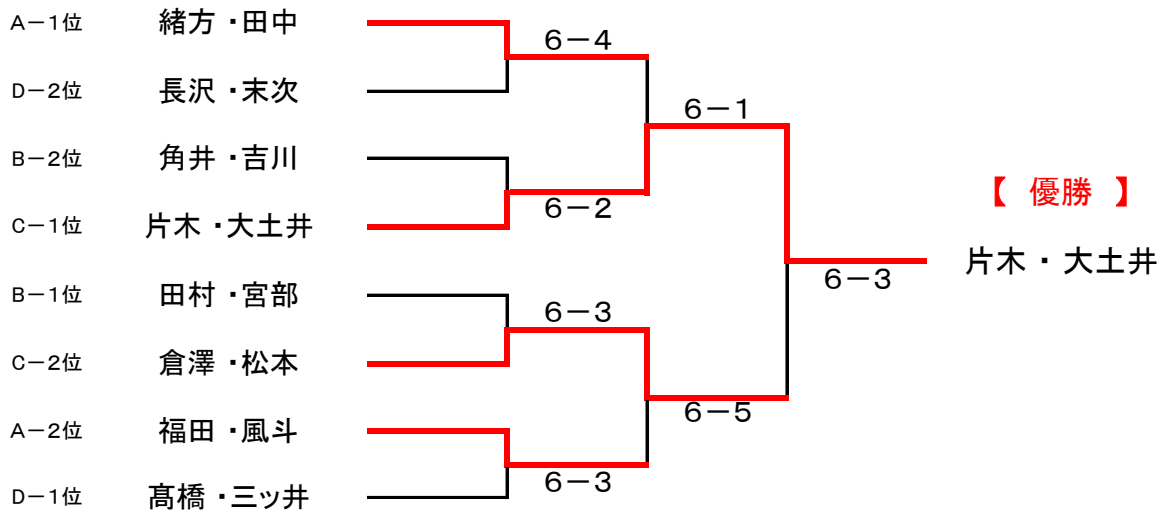 A－1位 緒方・田中
6－4
D－2位 長沢・末次
6－1
B－2位 角井・吉川
【 優勝 】
6－2
C－1位 片木・大土井
片木・大土井
6－3
B－1位 田村・宮部
6－3
C－2位 倉澤・松本
6－5
A－2位 福田・風斗
6－3
D－1位 髙橋・三ッ井